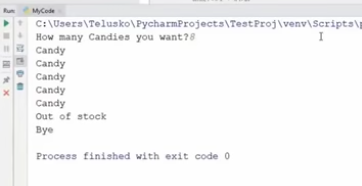 Run: MyCode
C:\Users\Telusko\PycharmProjects\TestProj\venv\Scripts\
How many Candies you want?8
Candy
Candy
Candy
Candy
Candy
Out of stock
Bye
Process finished with exit code 0